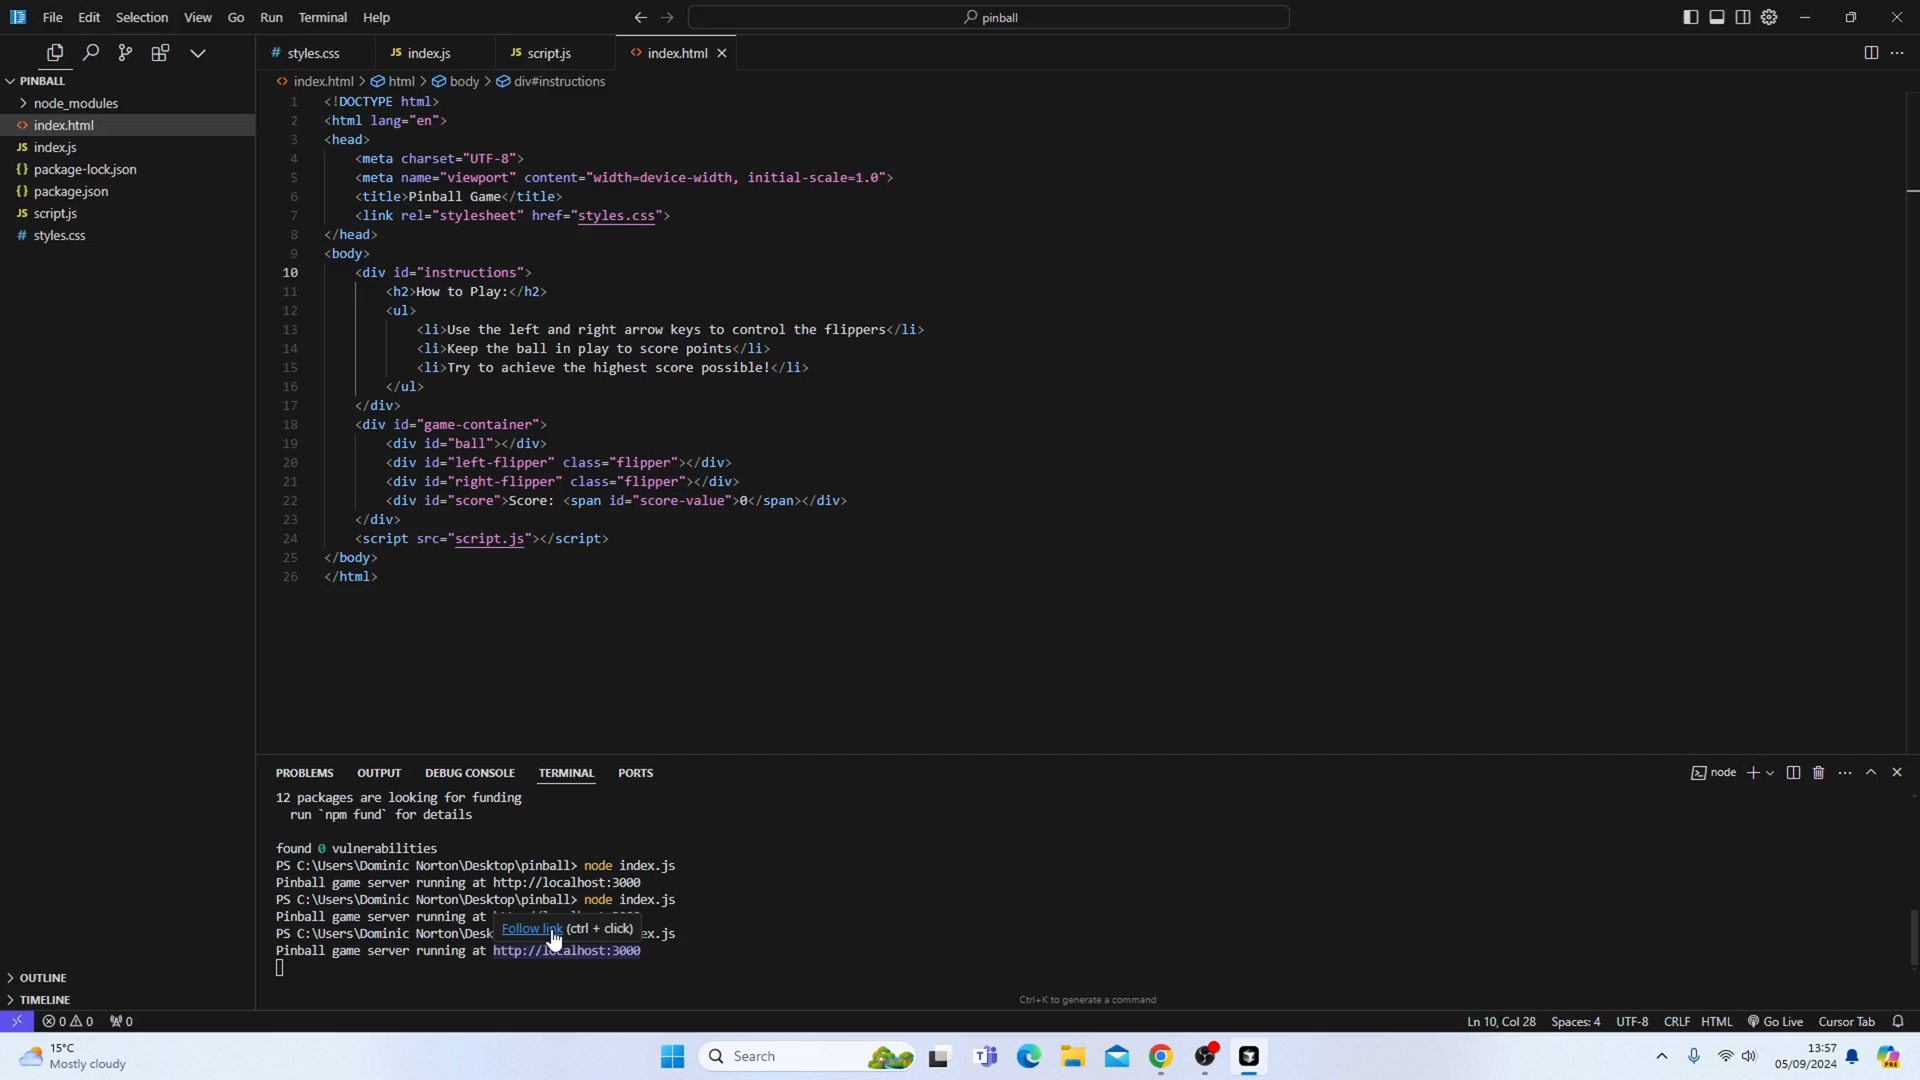 File Edit Selection View Go Run Terminal Help
pinball
PINBALL
node_modules
index.html
JS index.js
{} package-lock.json
{} package.json
JS script.js
# styles.css
OUTLINE
TIMELINE
# styles.css
JS index.js
JS script.js
<> index.html
<> index.html > html > body > div#instructions
1 <!DOCTYPE html>
2 <html lang="en">
3 <head>
4 <meta charset="UTF-8">
5 <meta name="viewport" content="width=device-width, initial-scale=1.0">
6 <title>Pinball Game</title>
7 <link rel="stylesheet" href="styles.css">
8 </head>
9 <body>
10 <div id="instructions">
11 <h2>How to Play:</h2>
12 <ul>
13 <li>Use the left and right arrow keys to control the flippers</li>
14 <li>Keep the ball in play to score points</li>
15 <li>Try to achieve the highest score possible!</li>
16 </ul>
17 </div>
18 <div id="game-container">
19 <div id="ball"></div>
20 <div id="left-flipper" class="flipper"></div>
21 <div id="right-flipper" class="flipper"></div>
22 <div id="score">Score: <span id="score-value">0</span></div>
23 </div>
24 <script src="script.js"></script>
25 </body>
26 </html>
PROBLEMS OUTPUT DEBUG CONSOLE TERMINAL PORTS
node
12 packages are looking for funding
run `npm fund` for details
found 0 vulnerabilities
PS C:\Users\Dominic Norton\Desktop\pinball> node index.js
Pinball game server running at http://localhost:3000
PS C:\Users\Dominic Norton\Desktop\pinball> node index.js
Pinball game server running at
Follow link (ctrl + click)
PS C:\Users\Dominic Norton\Desk ex.js
Pinball game server running at http://localhost:3000
Ctrl+K to generate a command
0 0 0
Ln 10, Col 28 Spaces: 4 UTF-8 CRLF HTML Go Live Cursor Tab
15°C
Mostly cloudy
Search
13:57
05/09/2024
PRE